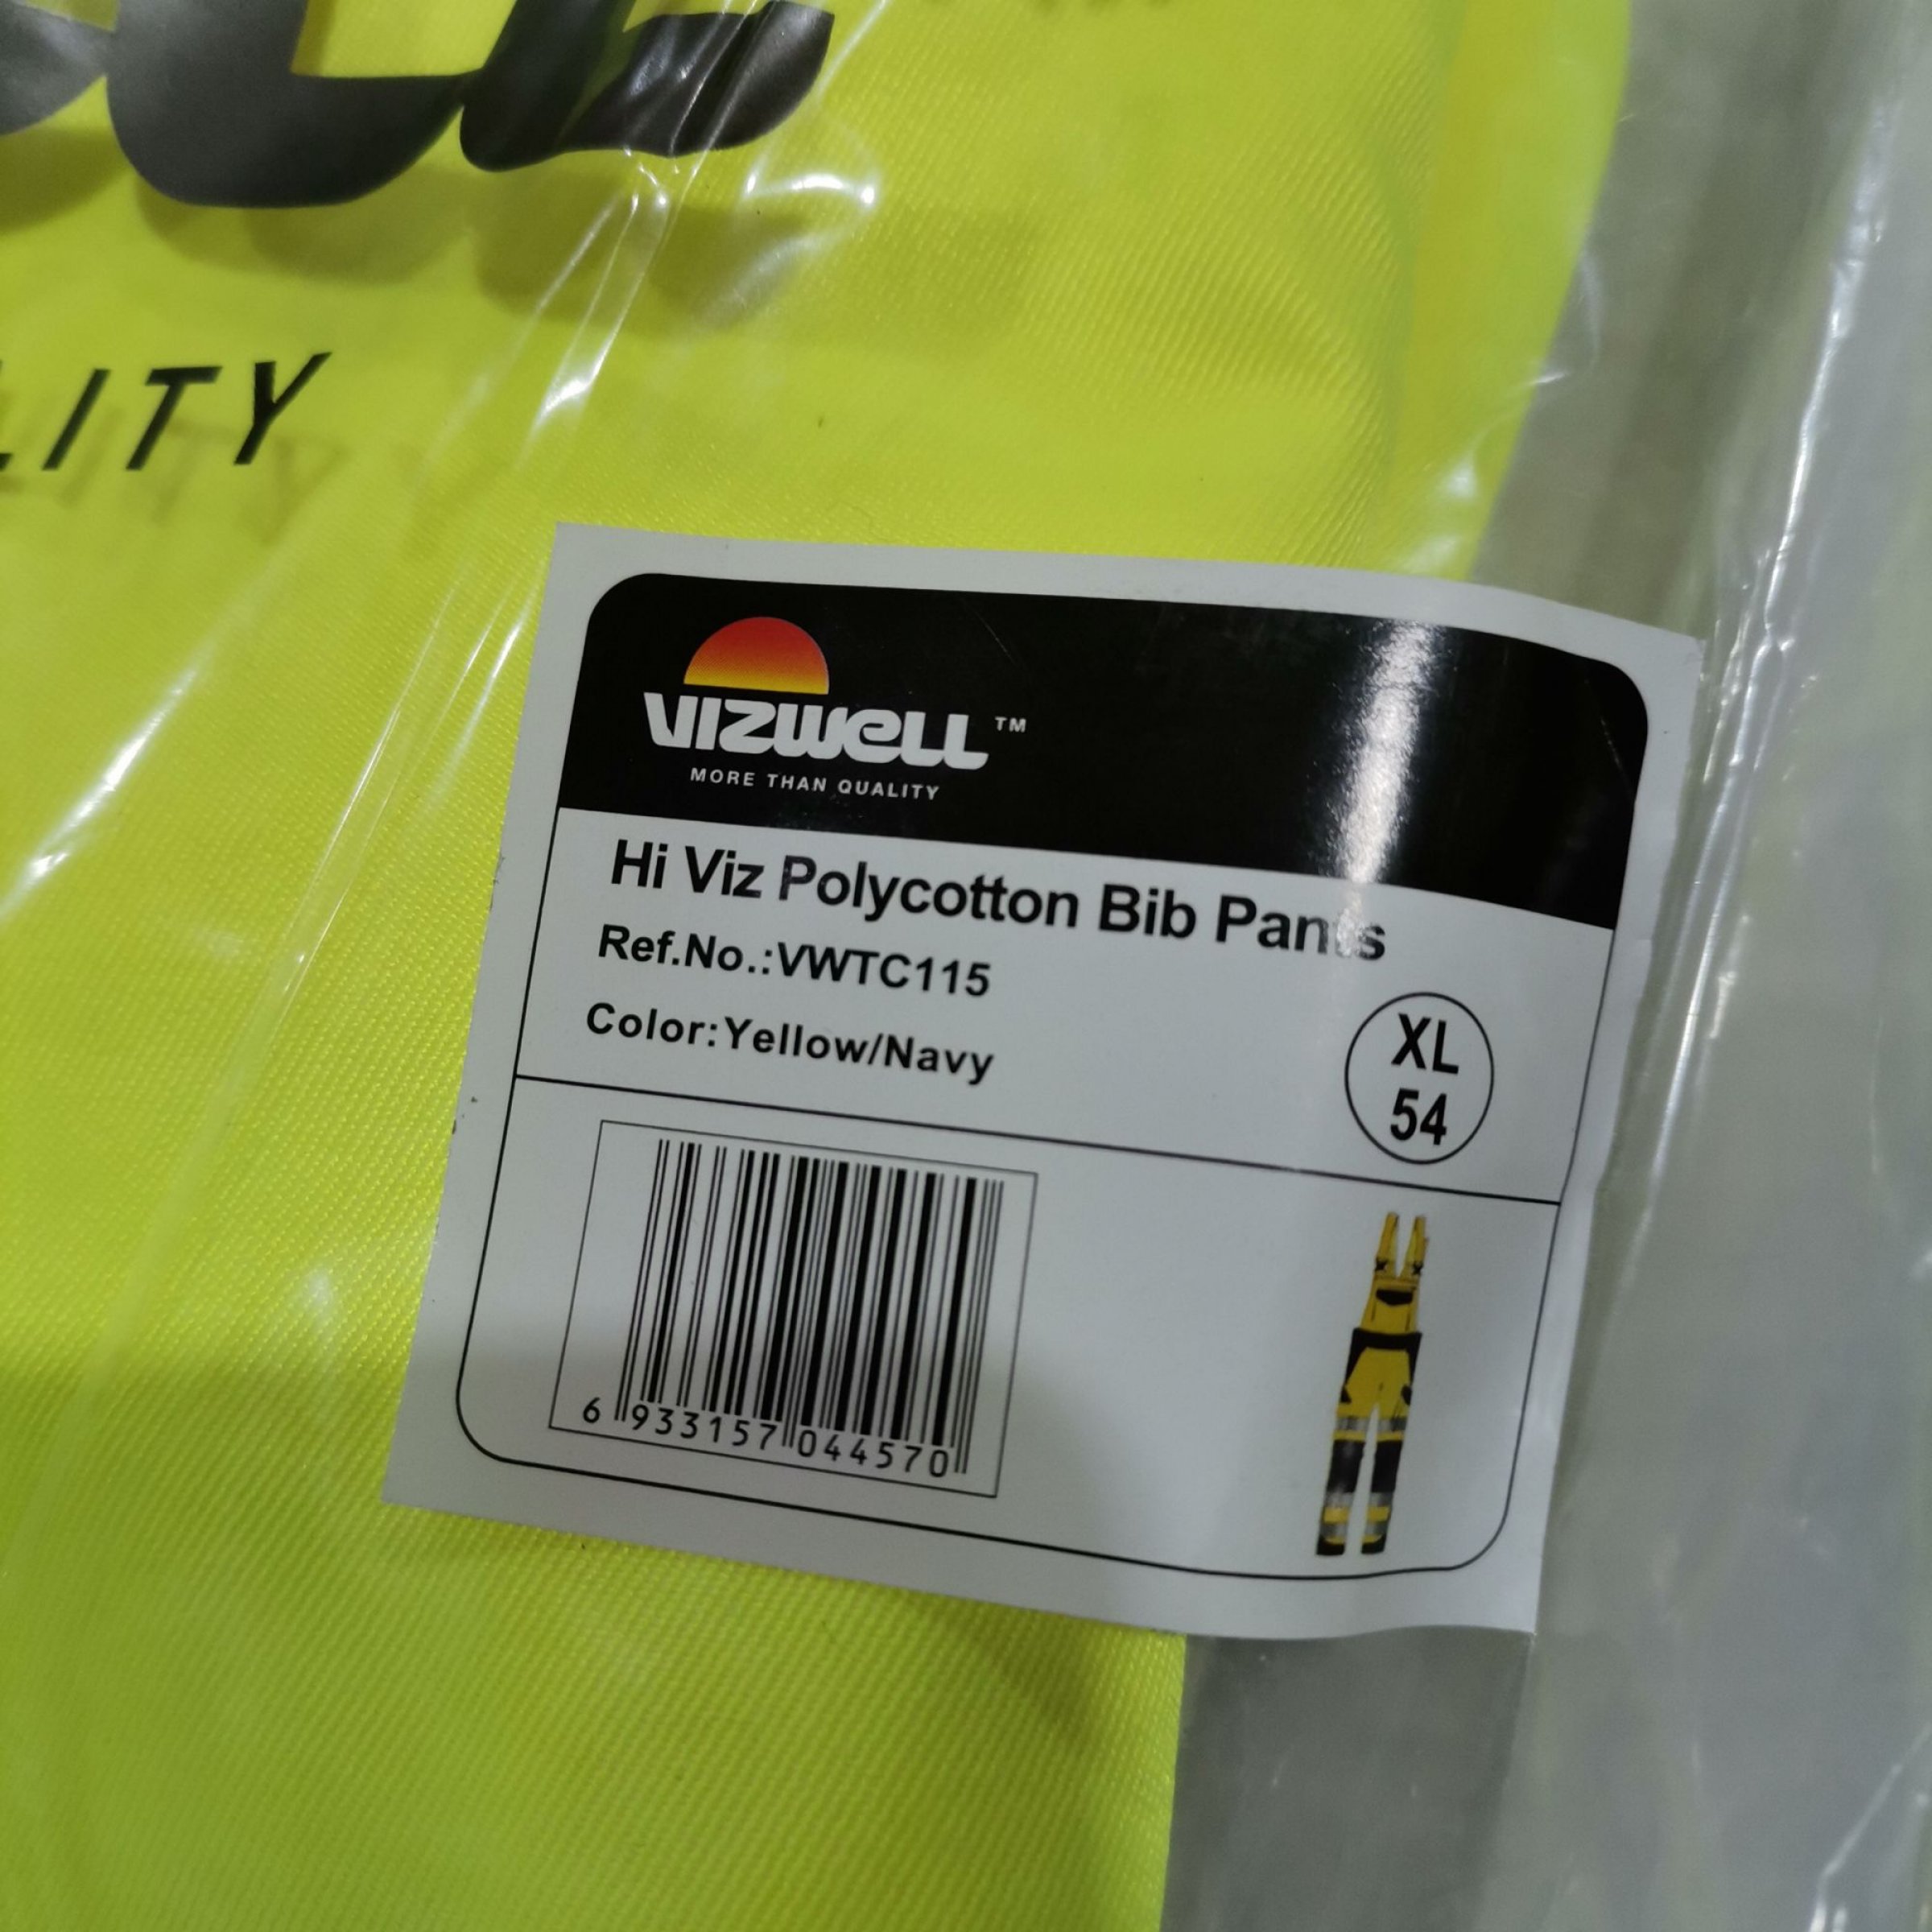 LITY
VIZWELL™
MORE THAN QUALITY
Hi Viz Polycotton Bib Pants
Ref.No.:VWTC115
Color:Yellow/Navy
XL
54
6 933157 044570